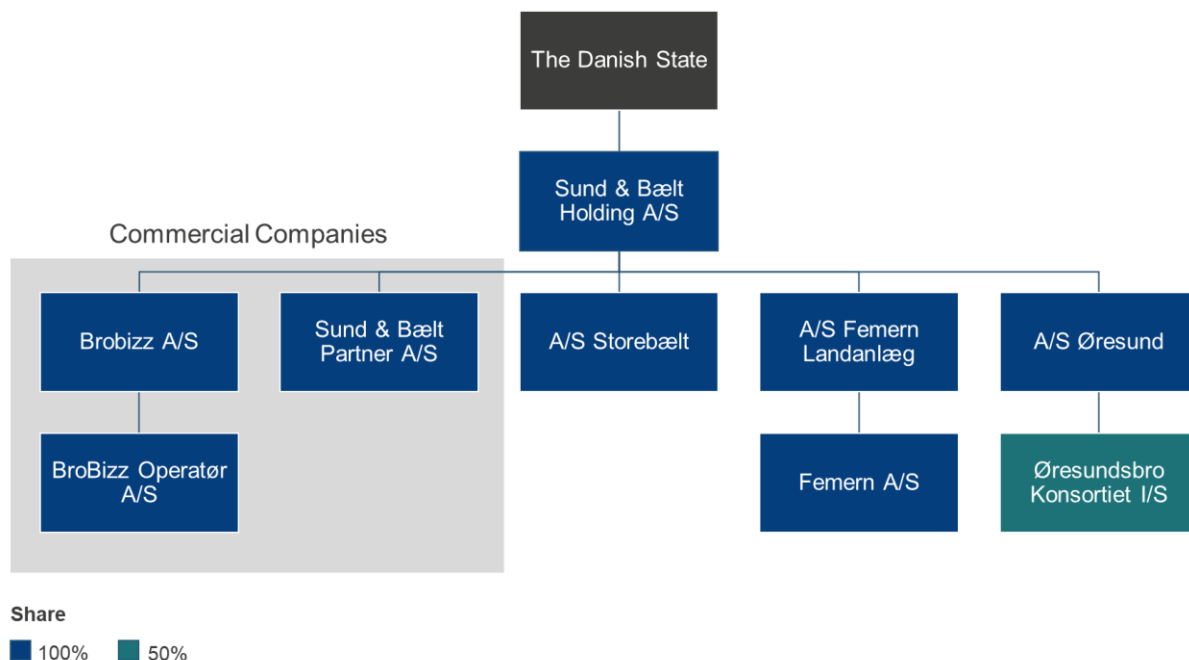 The Danish State
Sund & Bælt
Holding A/S
Commercial Companies
Brobizz A/S
Sund & Bælt
Partner A/S
A/S Storebælt
A/S Femern
Landanlæg
A/S Øresund
BroBizz Operatør
A/S
Femern A/S
Øresundsbro
Konsortiet I/S
Share
100%
50%